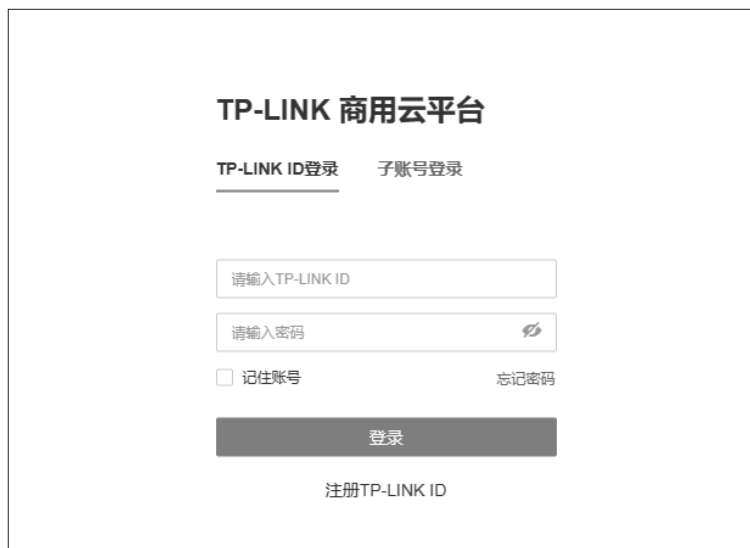 TP-LINK 商用云平台
TP-LINK ID登录 子账号登录
请输入TP-LINK ID
请输入密码
记住账号 忘记密码
登录
注册TP-LINK ID